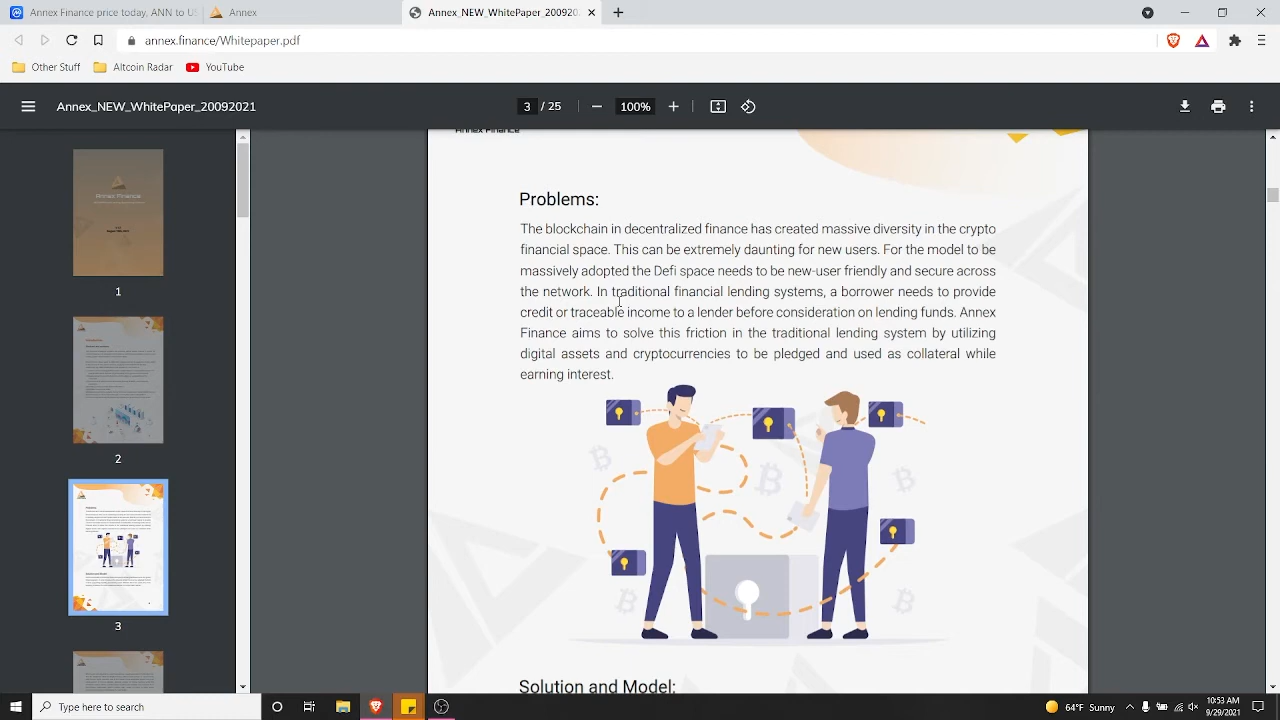 Annex Finance price today, ANN to US
Annex
Annex_NEW_WhitePaper_200920
annex.finance/Whitepaper.pdf
Other Stuff
Altcoin Radar
YouTube
Annex_NEW_WhitePaper_20092021
3 / 25
100%
Annex Finance
Problems:
The blockchain in decentralized finance has created massive diversity in the crypto
financial space. This can be extremely daunting for new users. For the model to be
massively adopted the Defi space needs to be new-user friendly and secure across
the network. In traditional financial lending systems, a borrower needs to provide
credit or traceable income to a lender before consideration on lending funds. Annex
Finance aims to solve this friction in the traditional lending system by utilizing
digital assets and cryptocurrencies to be pledged and used as collateral while
earning interest.
Solution and Model:
Annex Finance
1
2
3
Type here to search
64°F Sunny
10:53 AM
9/29/2021